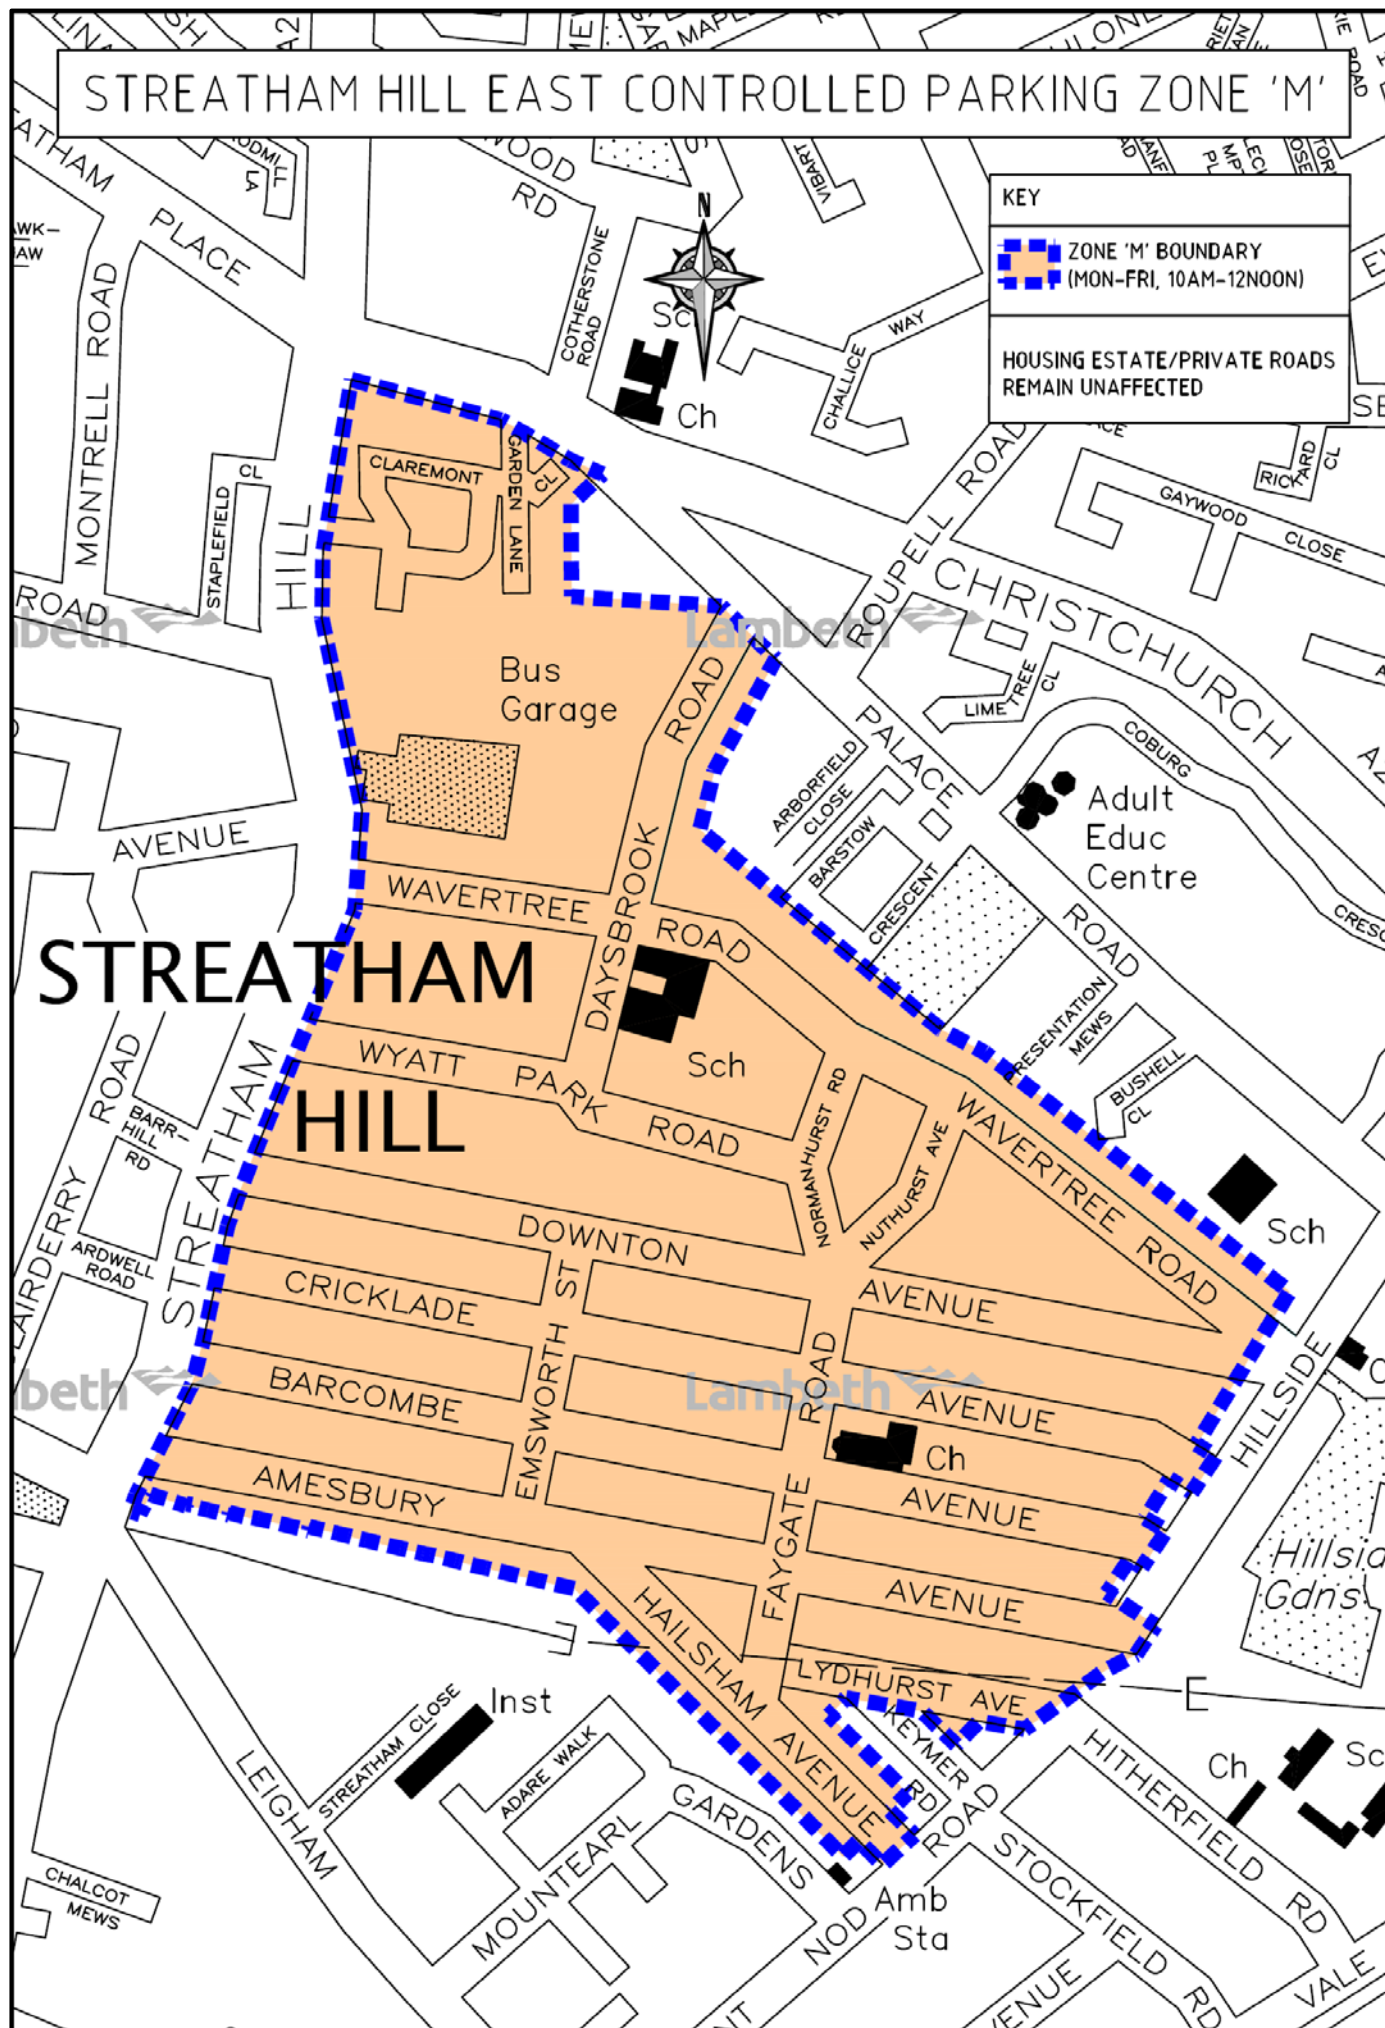 STREATHAM HILL EAST CONTROLLED PARKING ZONE 'M'
KEY
ZONE 'M' BOUNDARY
(MON-FRI, 10AM-12NOON)
HOUSING ESTATE/PRIVATE ROADS
REMAIN UNAFFECTED
N
MAPLE
PLACE
RD
VIBART
COTHERSTONE
ROAD
Ch
CHALLICE
WAY
MONTRELL ROAD
STAPLEFIELD
CL
HILL
CLAREMONT
GARDEN LANE
CL
ROUPELL ROAD
RICKARD
CL
GAYWOOD
CLOSE
CHRISTCHURCH
ROAD
Lambeth
Bus
Garage
ROAD
LIME TREE
CL
COBURG
PALACE
ARBORFIELD
CLOSE
BARSTOW
CRESCENT
Adult
Educ
Centre
AVENUE
WAVERTREE
ROAD
DAYSBROOK
ROAD
STREATHAM
HILL
PRESENTATION
MEWS
BUSHELL
CL
WYATT
PARK
ROAD
Sch
NORMANHURST RD
NUTHURST AVE
WAVERTREE ROAD
Sch
ROAD
BARR-
HILL
RD
ARDWELL
ROAD
STREATHAM
DOWNTON
AVENUE
CRICKLADE
AVENUE
EMSWORTH ST
BARCOMBE
AVENUE
Lambeth
ROAD
Ch
HILLSIDE
AMESBURY
AVENUE
FAYGATE
Gdns
HAILSHAM AVENUE
LYDHURST AVE
E
KEYMER
RD
ROAD
Inst
STREATHAM CLOSE
ADARE WALK
LEIGHAM
MOUNTEARL
GARDENS
HITHERFIELD RD
Ch
STOCKFIELD RD
Amb
Sta
NOD
CHALCOT
MEWS
VALE